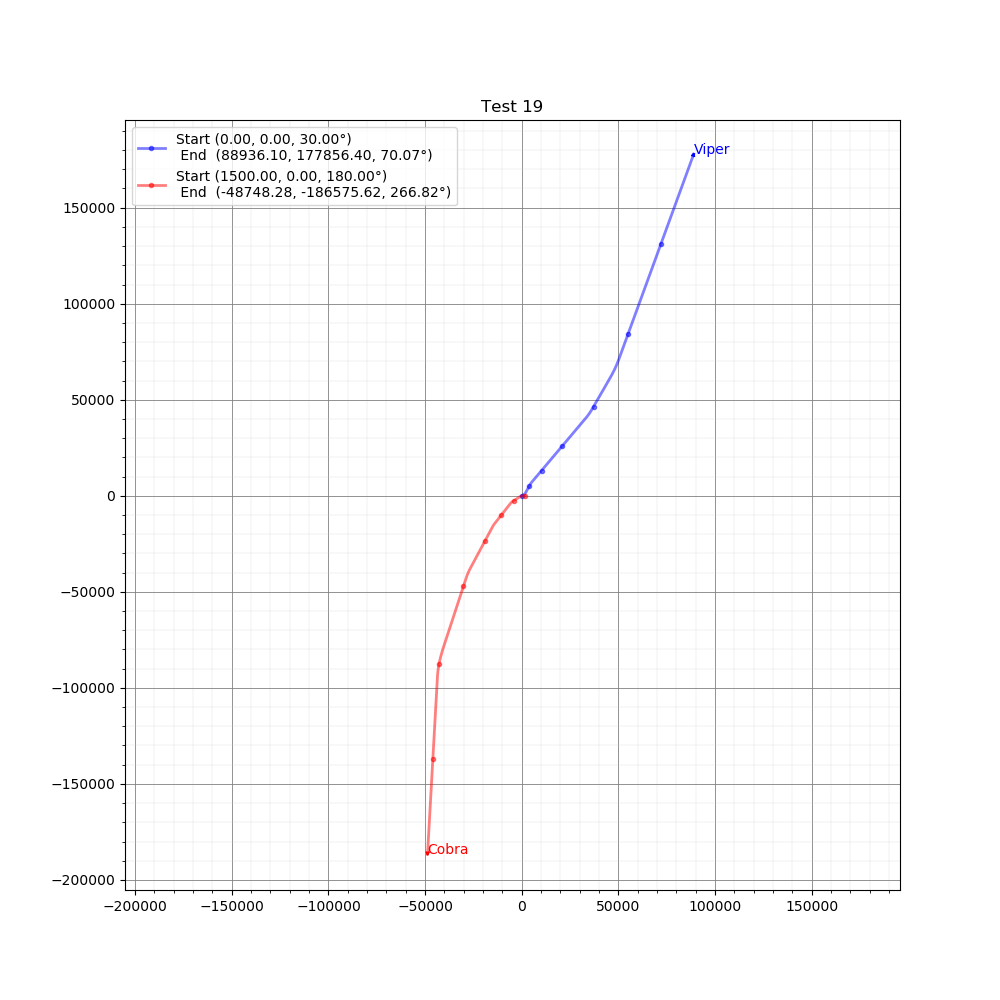 Test 19
Start (0.00, 0.00, 30.00°)
End  (88936.10, 177856.40, 70.07°)
Start (1500.00, 0.00, 180.00°)
End  (-48748.28, -186575.62, 266.82°)
Viper
150000
100000
50000
0
−50000
−100000
−150000
Cobra
−200000
−200000 −150000 −100000 −50000 0 50000 100000 150000